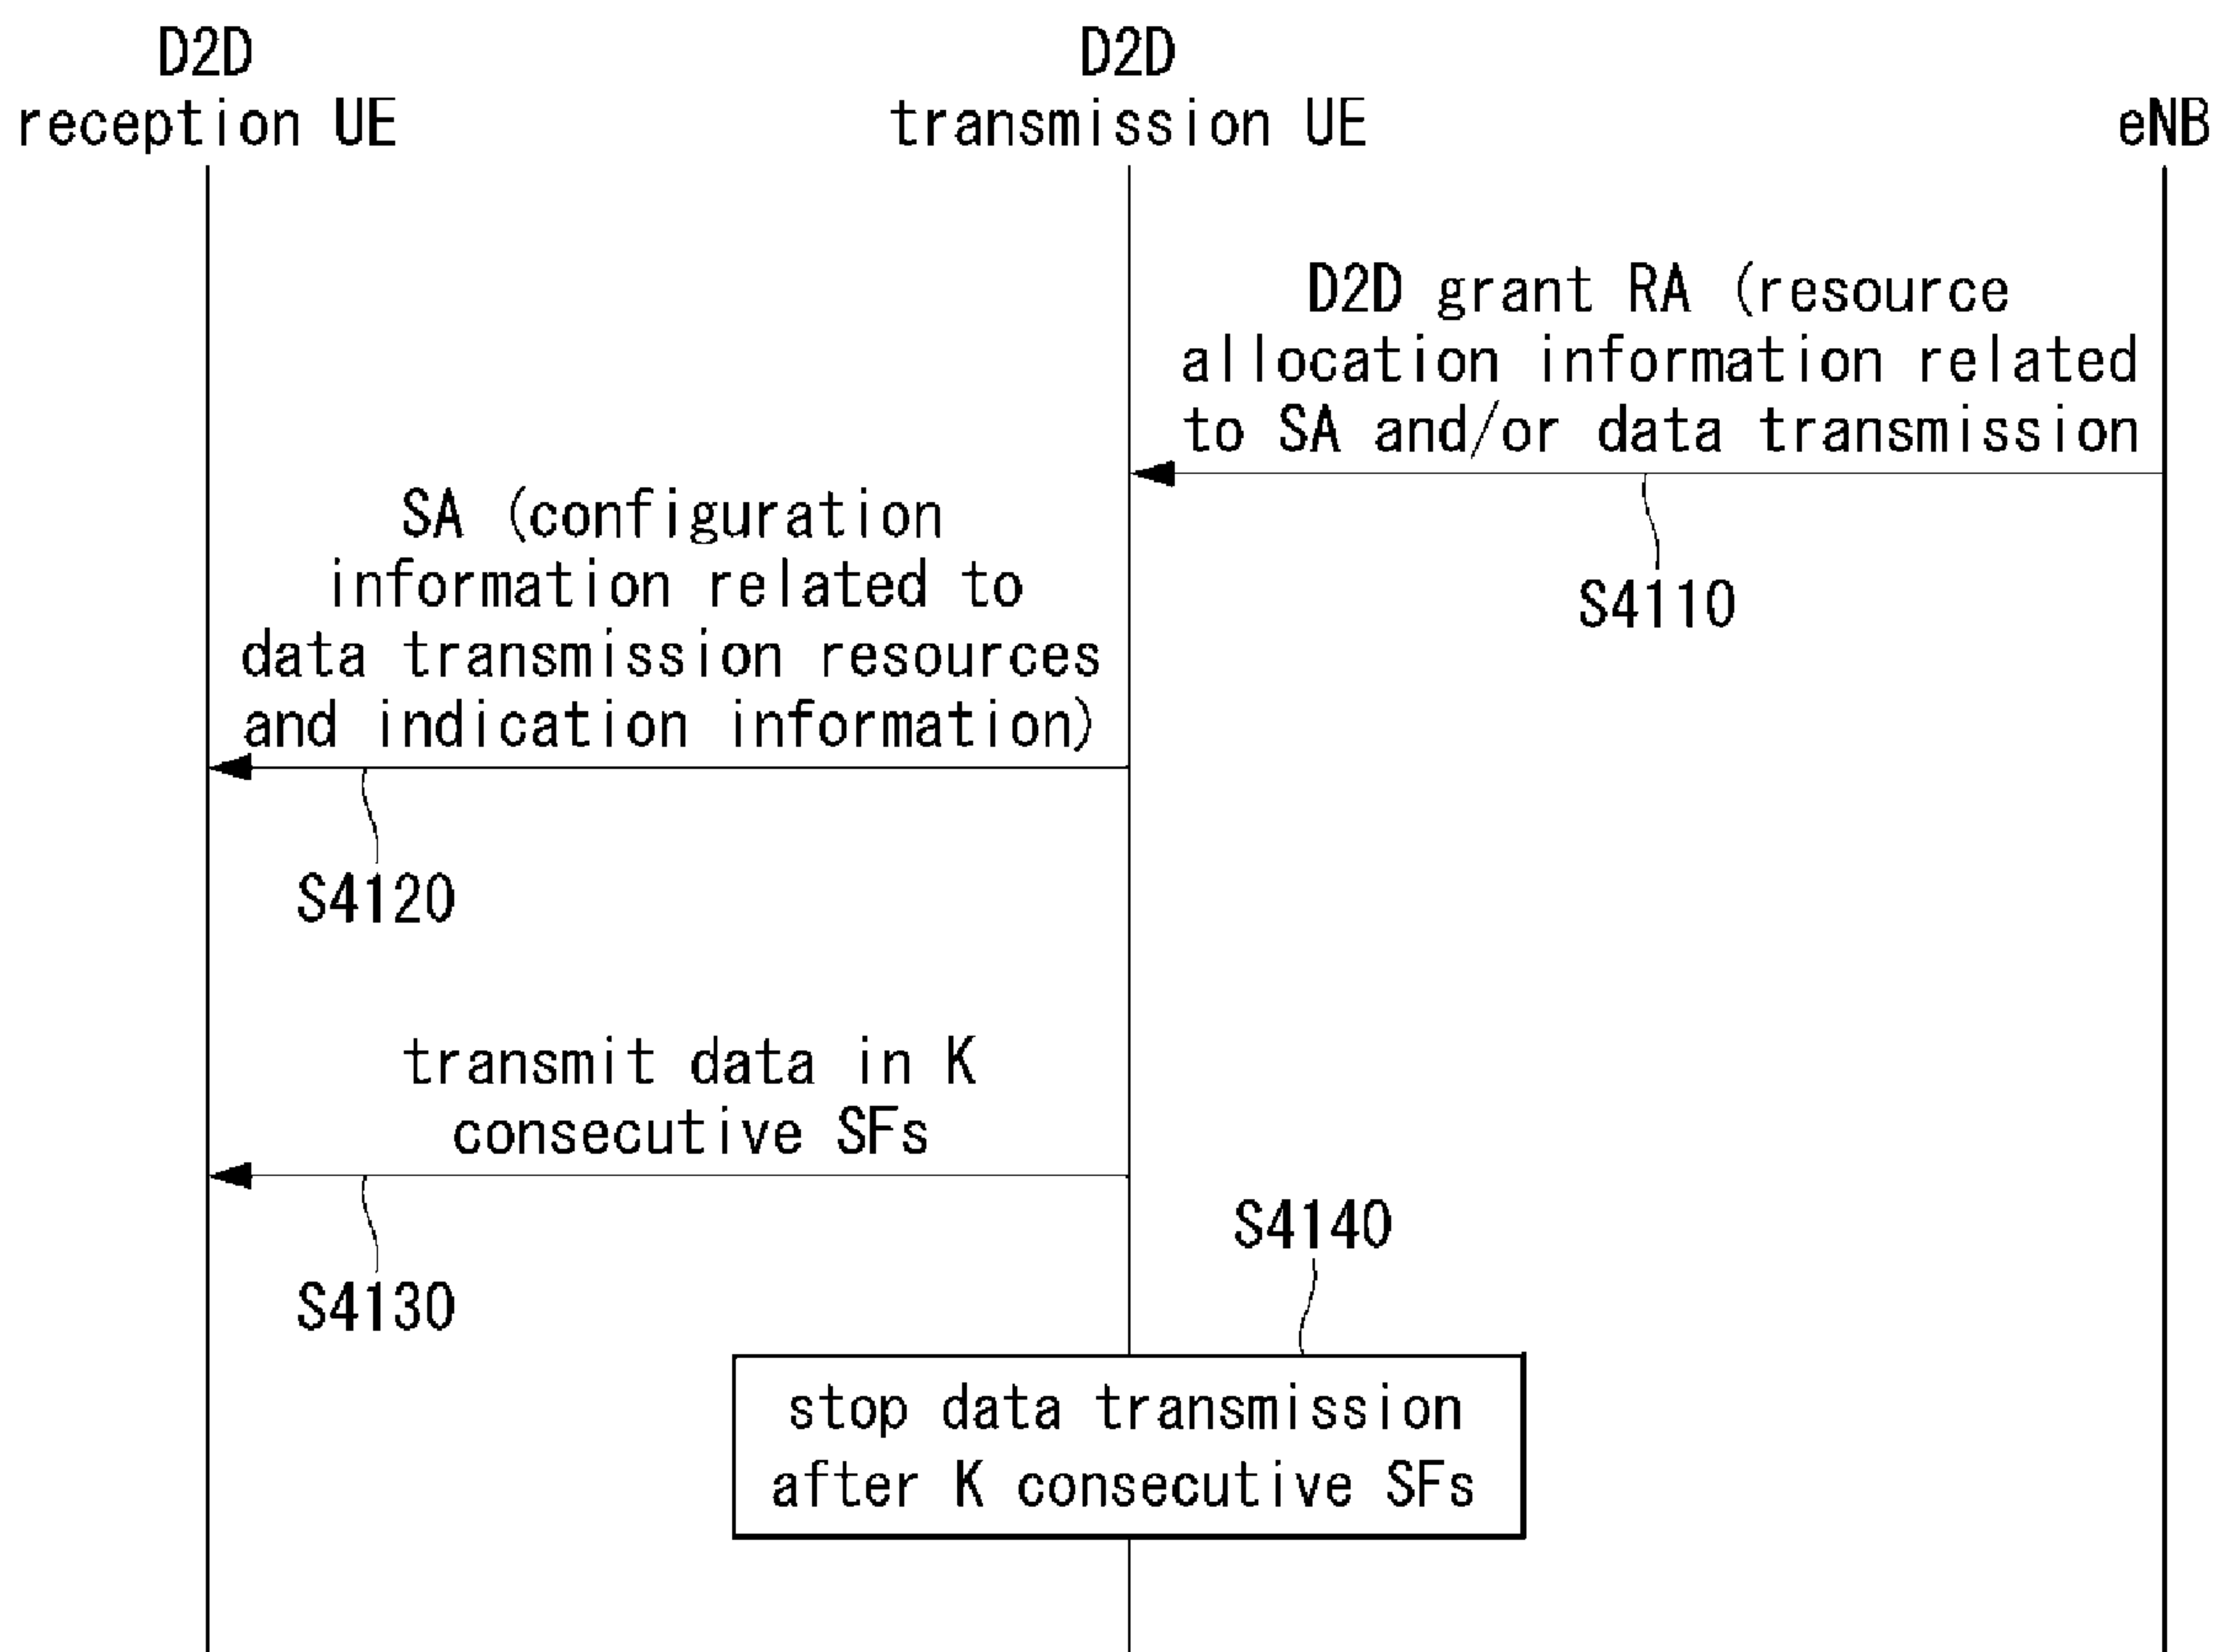 D2D
reception UE
D2D
transmission UE
eNB
D2D grant RA (resource
allocation information related
to SA and/or data transmission
S4110
SA (configuration
information related to
data transmission resources
and indication information)
S4120
transmit data in K
consecutive SFs
S4130
S4140
stop data transmission
after K consecutive SFs